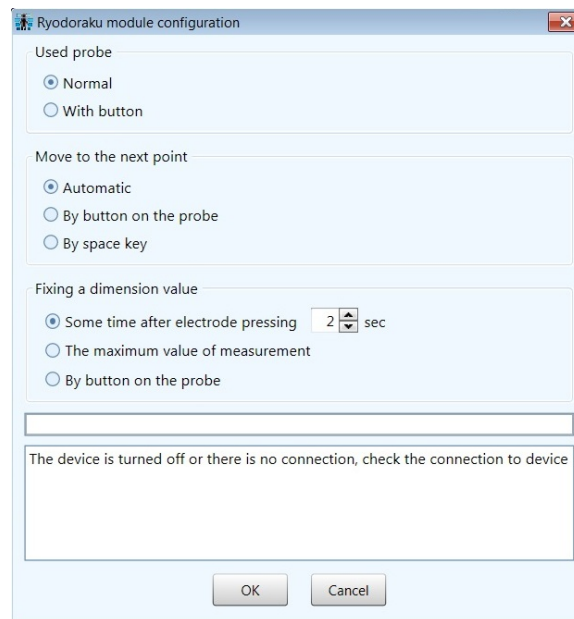 Ryodoraku module configuration
Used probe
Normal
With button
Move to the next point
Automatic
By button on the probe
By space key
Fixing a dimension value
Some time after electrode pressing 2 sec
The maximum value of measurement
By button on the probe
The device is turned off or there is no connection, check the connection to device
OK Cancel